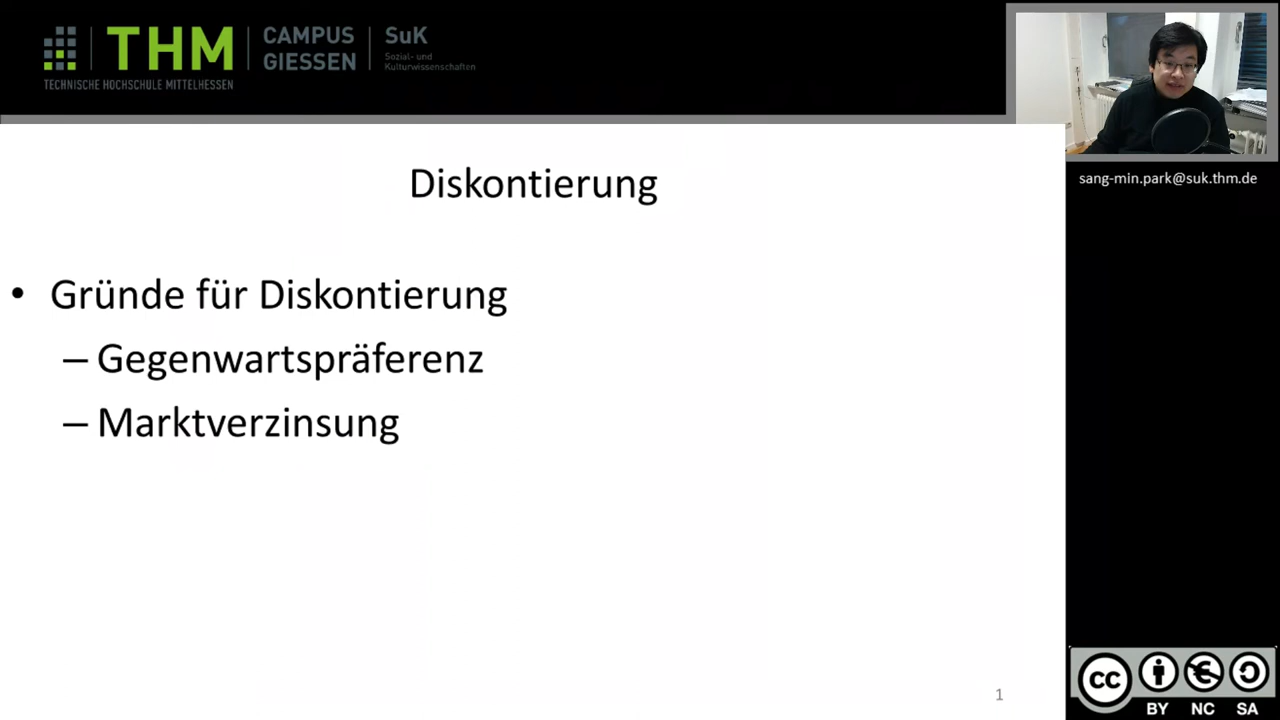 THM
CAMPUS
GIESSEN
SuK
Sozial- und
Kulturwissenschaften
TECHNISCHE HOCHSCHULE MITTELHESSEN
sang-min.park@suk.thm.de
Diskontierung
• Gründe für Diskontierung
– Gegenwartspräferenz
– Marktverzinsung
1
cc
BY NC SA